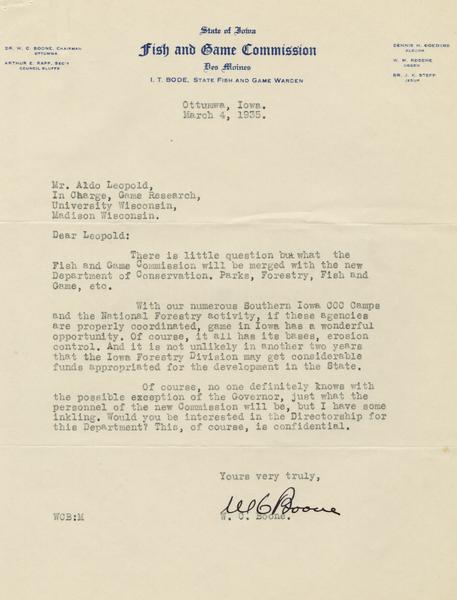 State of Iowa
Fish and Game Commission
Des Moines
I. T. BODE, STATE FISH AND GAME WARDEN
DR. W. C. BOONE, CHAIRMAN
OTTUMWA
ARTHUR E. RAPP, SEC'Y
COUNCIL BLUFFS
DENNIS H. GOEDERS
ALGONA
W. M. REDENE
OGDEN
DR. J. K. STEPP
Ottumwa, Iowa.
March 4, 1935.
Mr. Aldo Leopold,
In Charge, Game Research,
University Wisconsin,
Madison Wisconsin.
Dear Leopold:
There is little question but what the
Fish and Game Commission will be merged with the new
Department of Conservation. Parks, Forestry, Fish and
Game, etc.
With our numerous Southern Iowa CCC Camps
and the National Forestry activity, if these agencies
are properly coordinated, game in Iowa has a wonderful
opportunity. Of course, it all has its bases, erosion
control. And it is not unlikely in another two years
that the Iowa Forestry Division may get considerable
funds appropriated for the development in the State.
Of course, no one definitely knows with
the possible exception of the Governor, just what the
personnel of the new Commission will be, but I have some
inkling. Would you be interested in the Directorship for
this Department? This, of course, is confidential.
Yours very truly,
W C Boone
WCB:M
W. C. Boone.